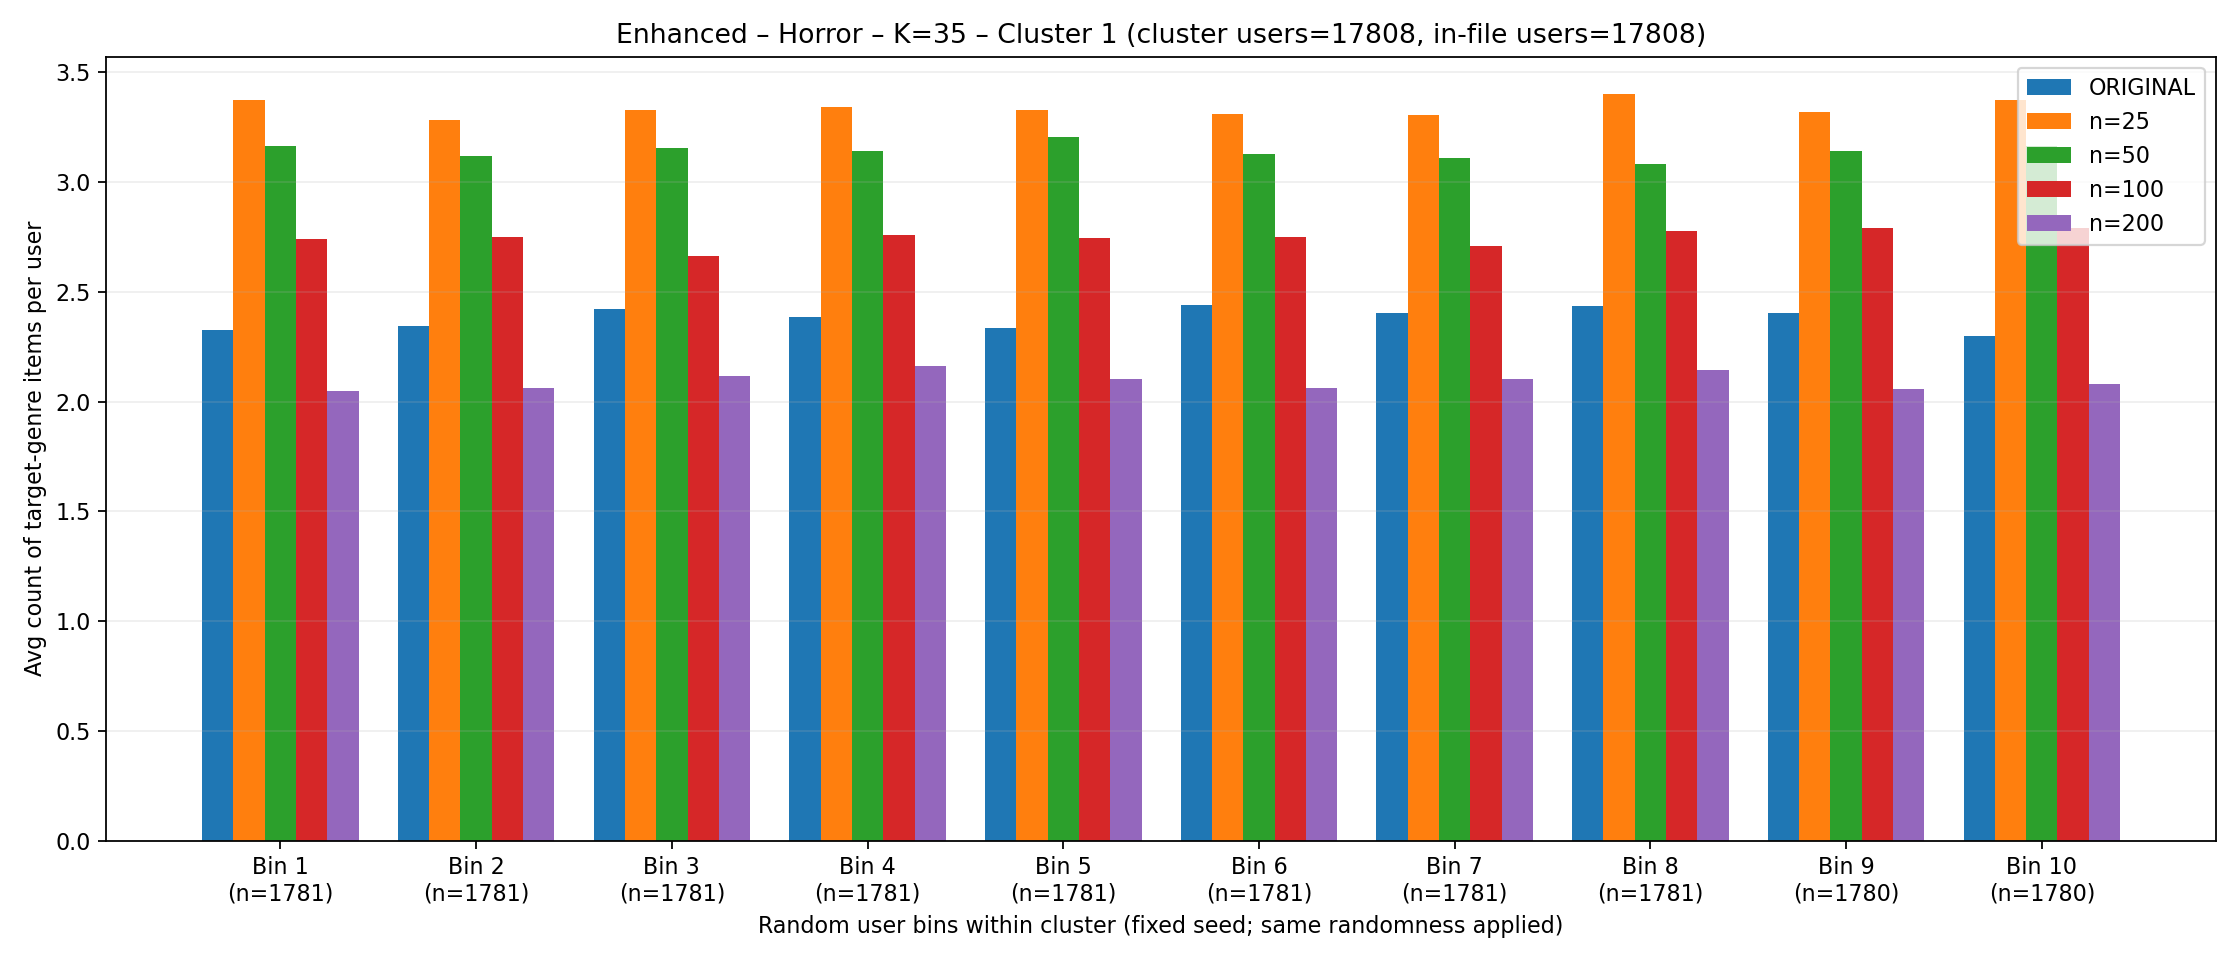 Enhanced – Horror – K=35 – Cluster 1 (cluster users=17808, in-file users=17808)
Avg count of target-genre items per user
3.5
3.0
2.5
2.0
1.5
1.0
0.5
0.0
ORIGINAL
n=25
n=50
n=100
n=200
Bin 1
(n=1781)
Bin 2
(n=1781)
Bin 3
(n=1781)
Bin 4
(n=1781)
Bin 5
(n=1781)
Bin 6
(n=1781)
Bin 7
(n=1781)
Bin 8
(n=1781)
Bin 9
(n=1780)
Bin 10
(n=1780)
Random user bins within cluster (fixed seed; same randomness applied)